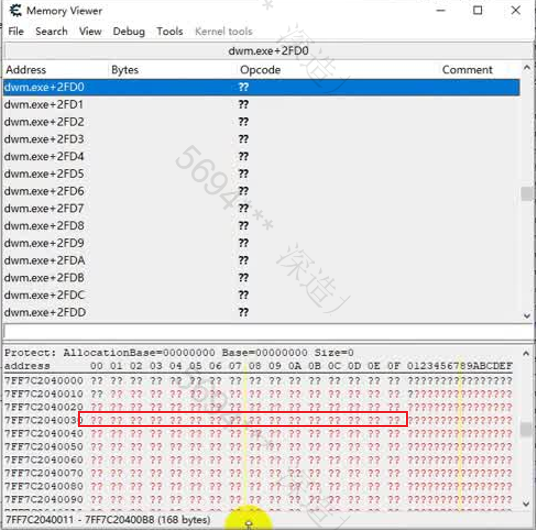 Memory Viewer
File Search View Debug Tools Kernel tools
dwm.exe+2FD0
Address Bytes Opcode Comment
dwm.exe+2FD0 ??
dwm.exe+2FD1 ??
dwm.exe+2FD2 ??
dwm.exe+2FD3 ??
dwm.exe+2FD4 ??
dwm.exe+2FD5 ??
dwm.exe+2FD6 ??
dwm.exe+2FD7 ??
dwm.exe+2FD8 ??
dwm.exe+2FD9 ??
dwm.exe+2FDA ??
dwm.exe+2FDB ??
dwm.exe+2FDC ??
dwm.exe+2FDD ??
Protect: AllocationBase=00000000 Base=00000000 Size=0
address 00 01 02 03 04 05 06 07 08 09 0A 0B 0C 0D 0E 0F 0123456789ABCDEF
7FF7C2040000 ?? ?? ?? ?? ?? ?? ?? ?? ?? ?? ?? ?? ?? ?? ?? ?? ????????????????
7FF7C2040010 ?? ?? ?? ?? ?? ?? ?? ?? ?? ?? ?? ?? ?? ?? ?? ?? ????????????????
7FF7C2040020 ?? ?? ?? ?? ?? ?? ?? ?? ?? ?? ?? ?? ?? ?? ?? ?? ????????????????
7FF7C2040030 ?? ?? ?? ?? ?? ?? ?? ?? ?? ?? ?? ?? ?? ?? ?? ?? ????????????????
7FF7C2040040 ?? ?? ?? ?? ?? ?? ?? ?? ?? ?? ?? ?? ?? ?? ?? ?? ????????????????
7FF7C2040050 ?? ?? ?? ?? ?? ?? ?? ?? ?? ?? ?? ?? ?? ?? ?? ?? ????????????????
7FF7C2040060 ?? ?? ?? ?? ?? ?? ?? ?? ?? ?? ?? ?? ?? ?? ?? ?? ????????????????
7FF7C2040070 ?? ?? ?? ?? ?? ?? ?? ?? ?? ?? ?? ?? ?? ?? ?? ?? ????????????????
7FF7C2040080 ?? ?? ?? ?? ?? ?? ?? ?? ?? ?? ?? ?? ?? ?? ?? ?? ????????????????
7FF7C2040090 ?? ?? ?? ?? ?? ?? ?? ?? ?? ?? ?? ?? ?? ?? ?? ?? ????????????????
7FF7C2040011 - 7FF7C20400B8 (168 bytes)
5694*** 深造